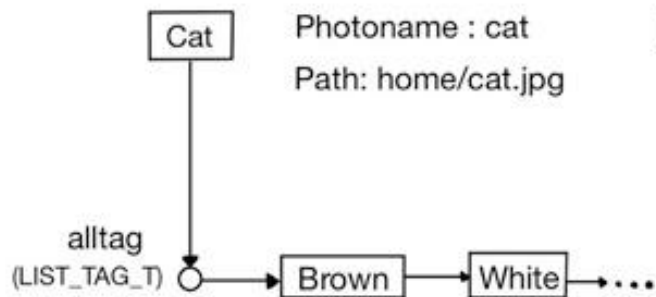 Cat
Photoname : cat
Path: home/cat.jpg
alltag
(LIST_TAG_T)
Brown
White